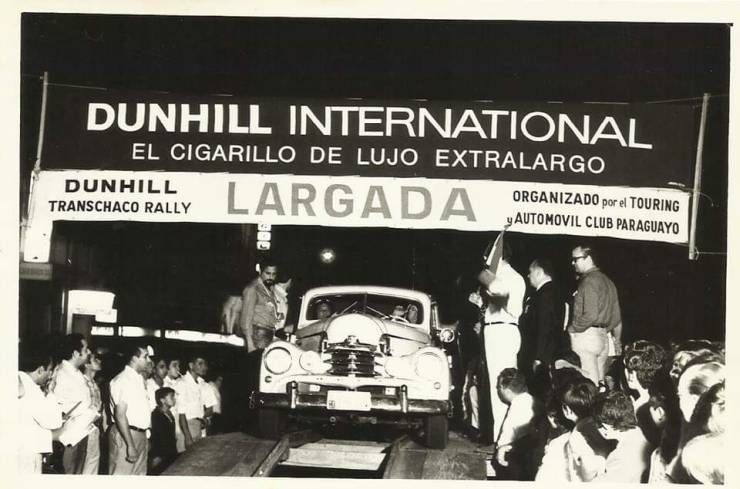 DUNHILL INTERNATIONAL
EL CIGARILLO DE LUJO EXTRALARGO
DUNHILL
TRANSCHACO RALLY
LARGADA
ORGANIZADO por el TOURING
y AUTOMOVIL CLUB PARAGUAYO